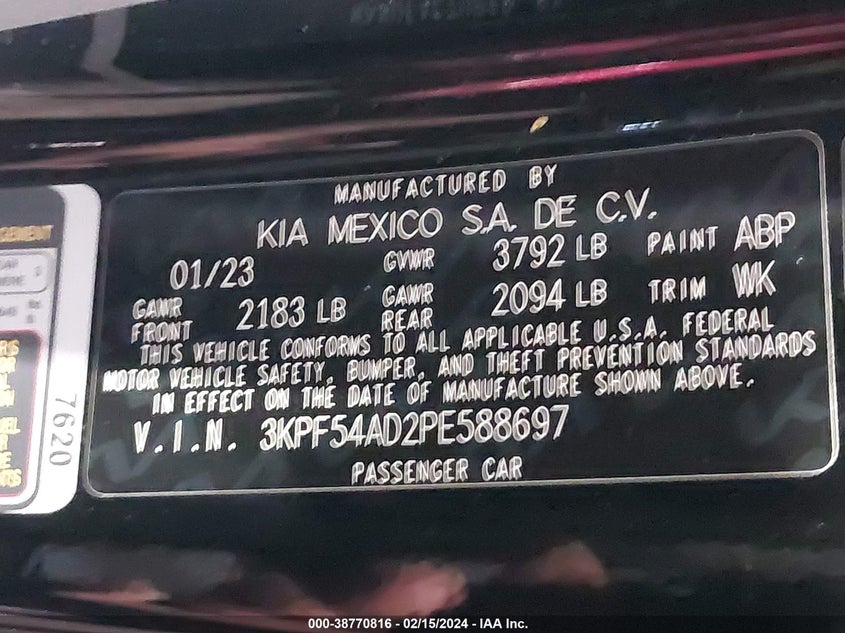 MANUFACTURED BY
KIA MEXICO S.A. DE C.V.
01/23 GVWR 3792 LB PAINT ABP
GAWR FRONT 2183 LB GAWR REAR 2094 LB TRIM WK
THIS VEHICLE CONFORMS TO ALL APPLICABLE U.S.A. FEDERAL
MOTOR VEHICLE SAFETY, BUMPER, AND THEFT PREVENTION STANDARDS
IN EFFECT ON THE DATE OF MANUFACTURE SHOWN ABOVE.
V.I.N. 3KPF54AD2PE588697
PASSENGER CAR
7620
000-38770816 - 02/15/2024 - IAA Inc.